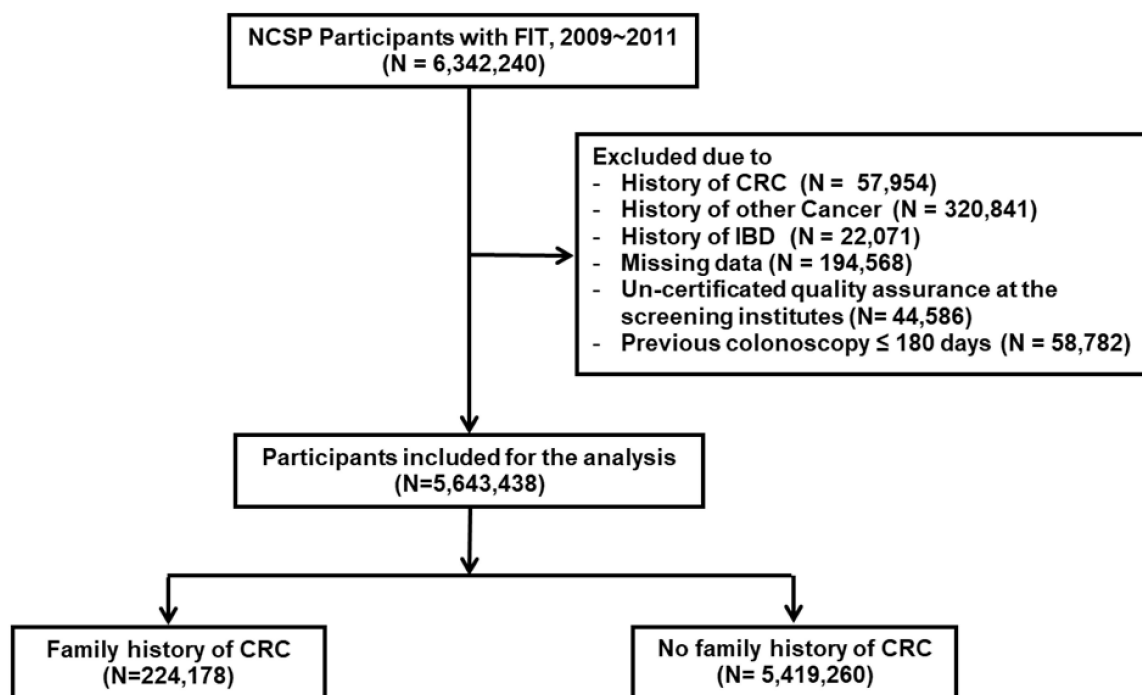 NCSP Participants with FIT, 2009~2011
(N = 6,342,240)
Excluded due to
- History of CRC (N = 57,954)
- History of other Cancer (N = 320,841)
- History of IBD (N = 22,071)
- Missing data (N = 194,568)
- Un-certificated quality assurance at the
screening institutes (N= 44,586)
- Previous colonoscopy ≤ 180 days (N = 58,782)
Participants included for the analysis
(N=5,643,438)
Family history of CRC
(N=224,178)
No family history of CRC
(N= 5,419,260)